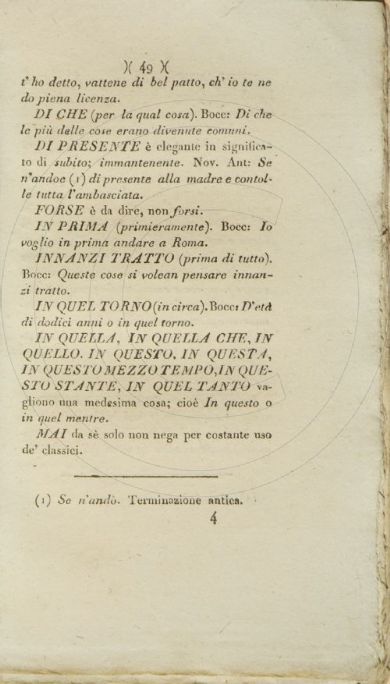 )( 49 )(
t' ho detto, vattene di bel patto, ch' io te ne
do piena licenza.
DI CHE (per la qual cosa). Bocc: Di che
le più delle cose erano divenute comuni.
DI PRESENTE è elegante in significa-
to di subito; immantenente. Nov. Ant: Se
n'andoe (1) di presente alla madre e contol-
le tutta l'ambasciata.
FORSE è da dire, non forsi.
IN PRIMA (primieramente). Bocc: Io
voglio in prima andare a Roma.
INNANZI TRATTO (prima di tutto).
Bocc: Queste cose si volean pensare innan-
zi tratto.
IN QUEL TORNO (in circa). Bocc: D'età
di dodici anni o in quel torno.
IN QUELLA, IN QUELLA CHE, IN
QUELLO. IN QUESTO, IN QUESTA,
IN QUESTO MEZZO TEMPO, IN QUE-
STO STANTE, IN QUEL TANTO va-
gliono una medesima cosa; cioè In questo o
in quel mentre.
MAI da sè solo non nega per costante uso
de' classici.
(1) Se n'andò. Terminazione antica.
4